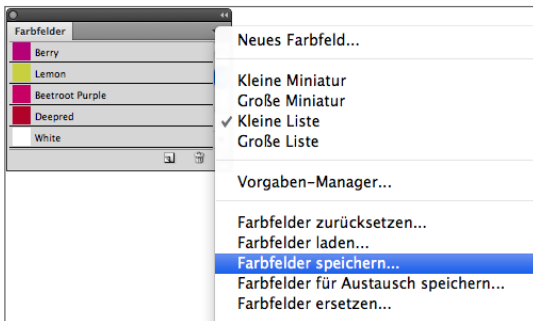 Farbfelder
Berry
Lemon
Beetroot Purple
Deepred
White
Neues Farbfeld...
Kleine Miniatur
Große Miniatur
✓ Kleine Liste
Große Liste
Vorgaben-Manager...
Farbfelder zurücksetzen...
Farbfelder laden...
Farbfelder speichern...
Farbfelder für Austausch speichern...
Farbfelder ersetzen...